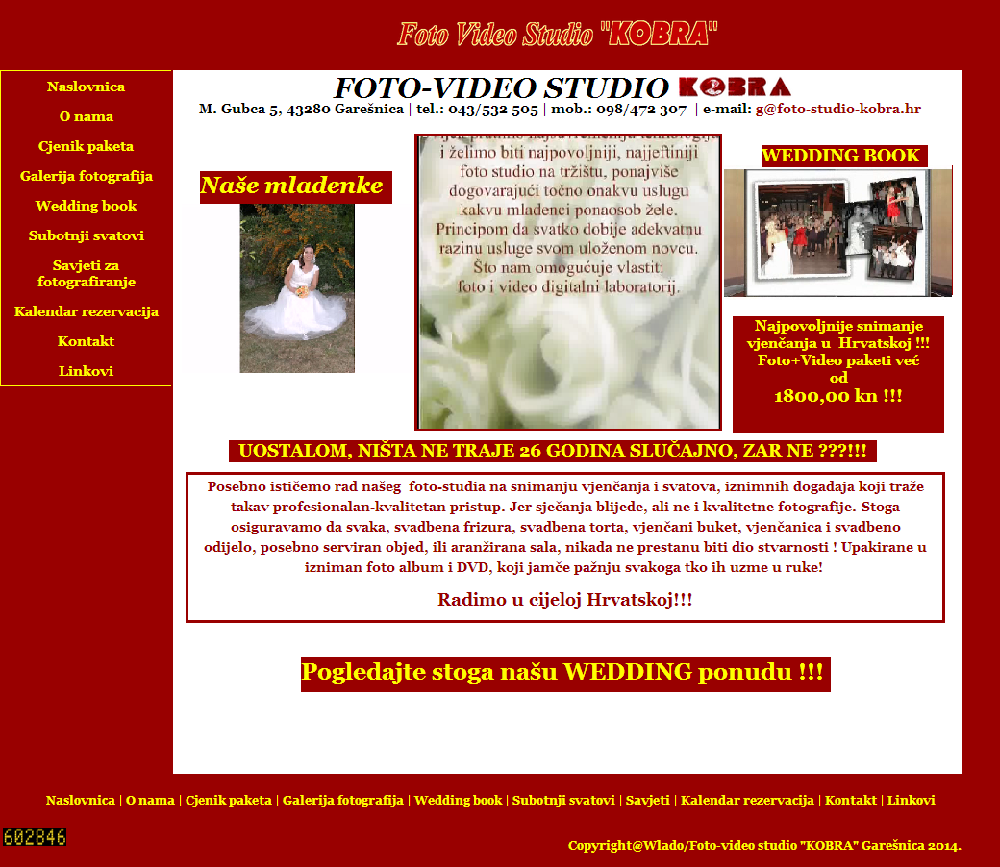 Foto Video Studio "KOBRA"
Naslovnica
O nama
Cjenik paketa
Galerija fotografija
Wedding book
Subotnji svatovi
Savjeti za
fotografiranje
Kalendar rezervacija
Kontakt
Linkovi
FOTO-VIDEO STUDIO KOBRA
M. Gubca 5, 43280 Garešnica | tel.: 043/532 505 | mob.: 098/472 307 | e-mail: g@foto-studio-kobra.hr
Naše mladenke
i želimo biti najpovoljniji, najjeftiniji
foto studio na tržištu, ponajviše
dogovarajući točno onakvu uslugu
kakvu mladenci ponaosob žele.
Principom da svatko dobije adekvatnu
razinu usluge svom uloženom novcu.
Što nam omogućuje vlastiti
foto i video digitalni laboratorij.
WEDDING BOOK
Najpovoljnije snimanje
vjenčanja u Hrvatskoj !!!
Foto+Video paketi već
od
1800,00 kn !!!
UOSTALOM, NIŠTA NE TRAJE 26 GODINA SLUČAJNO, ZAR NE ???!!!
Posebno ističemo rad našeg foto-studia na snimanju vjenčanja i svatova, iznimnih događaja koji traže
takav profesionalan-kvalitetan pristup. Jer sječanja blijede, ali ne i kvalitetne fotografije. Stoga
osiguravamo da svaka, svadbena frizura, svadbena torta, vjenčani buket, vjenčanica i svadbeno
odijelo, posebno serviran objed, ili aranžirana sala, nikada ne prestanu biti dio stvarnosti ! Upakirane u
izniman foto album i DVD, koji jamče pažnju svakoga tko ih uzme u ruke!
Radimo u cijeloj Hrvatskoj!!!
Pogledajte stoga našu WEDDING ponudu !!!
Naslovnica | O nama | Cjenik paketa | Galerija fotografija | Wedding book | Subotnji svatovi | Savjeti | Kalendar rezervacija | Kontakt | Linkovi
602846
Copyright@Wlado/Foto-video studio "KOBRA" Garešnica 2014.